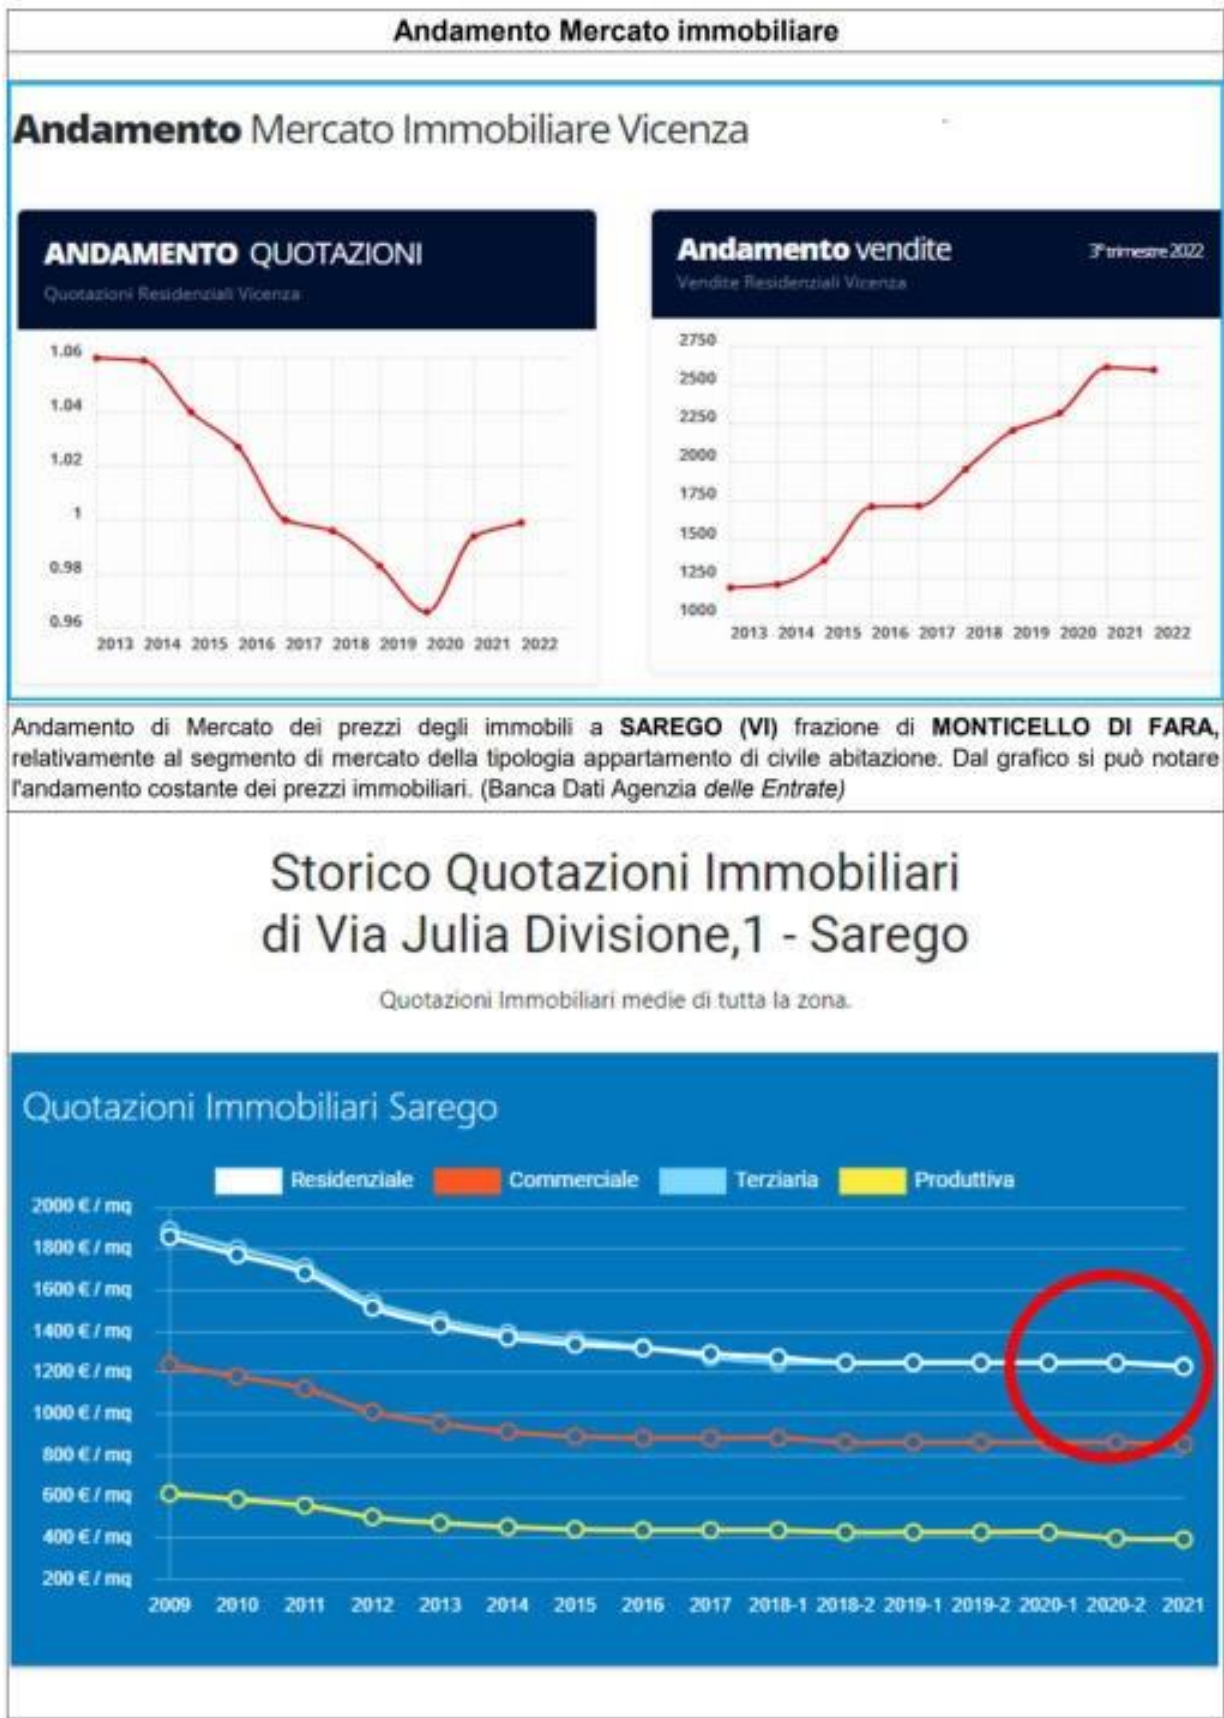 Andamento Mercato immobiliare
Andamento Mercato Immobiliare Vicenza
ANDAMENTO QUOTAZIONI
Quotazioni Residenziali Vicenza
1.06
1.04
1.02
1
0.98
0.96
2013 2014 2015 2016 2017 2018 2019 2020 2021 2022
Andamento vendite 3° trimestre 2022
Vendite Residenziali Vicenza
2750
2500
2250
2000
1750
1500
1250
1000
2013 2014 2015 2016 2017 2018 2019 2020 2021 2022
Andamento di Mercato dei prezzi degli immobili a SAREGO (VI) frazione di MONTICELLO DI FARA,
relativamente al segmento di mercato della tipologia appartamento di civile abitazione. Dal grafico si può notare
l'andamento costante dei prezzi immobiliari. (Banca Dati Agenzia delle Entrate)
Storico Quotazioni Immobiliari
di Via Julia Divisione,1 - Sarego
Quotazioni Immobiliari medie di tutta la zona.
Quotazioni Immobiliari Sarego
Residenziale Commerciale Terziaria Produttiva
2000 € / mq
1800 € / mq
1600 € / mq
1400 € / mq
1200 € / mq
1000 € / mq
800 € / mq
600 € / mq
400 € / mq
200 € / mq
2009 2010 2011 2012 2013 2014 2015 2016 2017 2018-1 2018-2 2019-1 2019-2 2020-1 2020-2 2021